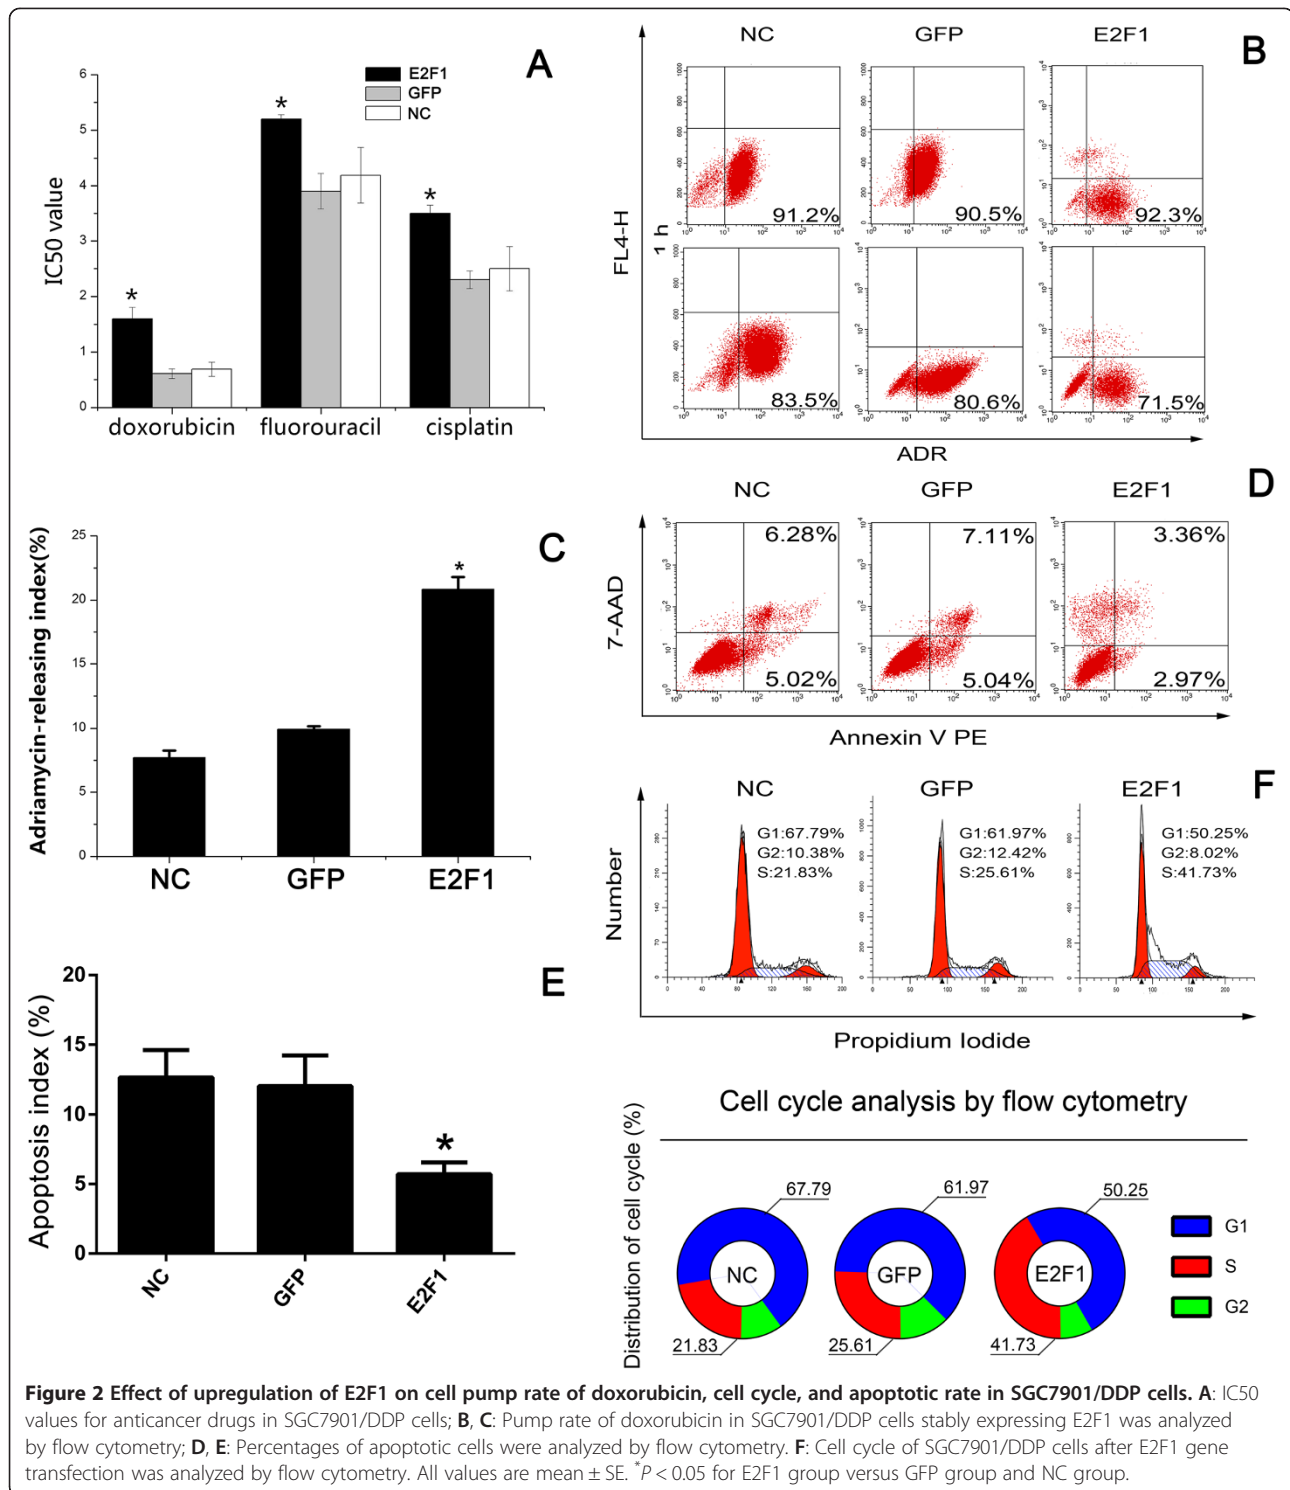 A
E2F1
GFP
NC
IC50 value
6
5
4
3
2
1
0
*
*
*
doxorubicin fluorouracil cisplatin
B
NC GFP E2F1
FL4-H
1 h
91.2% 90.5% 92.3%
83.5% 80.6% 71.5%
ADR
C
Adriamycin-releasing index(%)
25
20
15
10
5
0
*
NC GFP E2F1
D
NC GFP E2F1
7-AAD
6.28% 7.11% 3.36%
5.02% 5.04% 2.97%
Annexin V PE
E
Apoptosis index (%)
20
15
10
5
0
*
NC GFP E2F1
F
NC GFP E2F1
Number
G1:67.79% G1:61.97% G1:50.25%
G2:10.38% G2:12.42% G2:8.02%
S:21.83% S:25.61% S:41.73%
Propidium Iodide
Cell cycle analysis by flow cytometry
Distribution of cell cycle (%)
67.79 61.97 50.25
NC GFP E2F1
21.83 25.61 41.73
G1
S
G2
Figure 2 Effect of upregulation of E2F1 on cell pump rate of doxorubicin, cell cycle, and apoptotic rate in SGC7901/DDP cells. A: IC50
values for anticancer drugs in SGC7901/DDP cells; B, C: Pump rate of doxorubicin in SGC7901/DDP cells stably expressing E2F1 was analyzed
by flow cytometry; D, E: Percentages of apoptotic cells were analyzed by flow cytometry. F: Cell cycle of SGC7901/DDP cells after E2F1 gene
transfection was analyzed by flow cytometry. All values are mean ± SE. *P < 0.05 for E2F1 group versus GFP group and NC group.